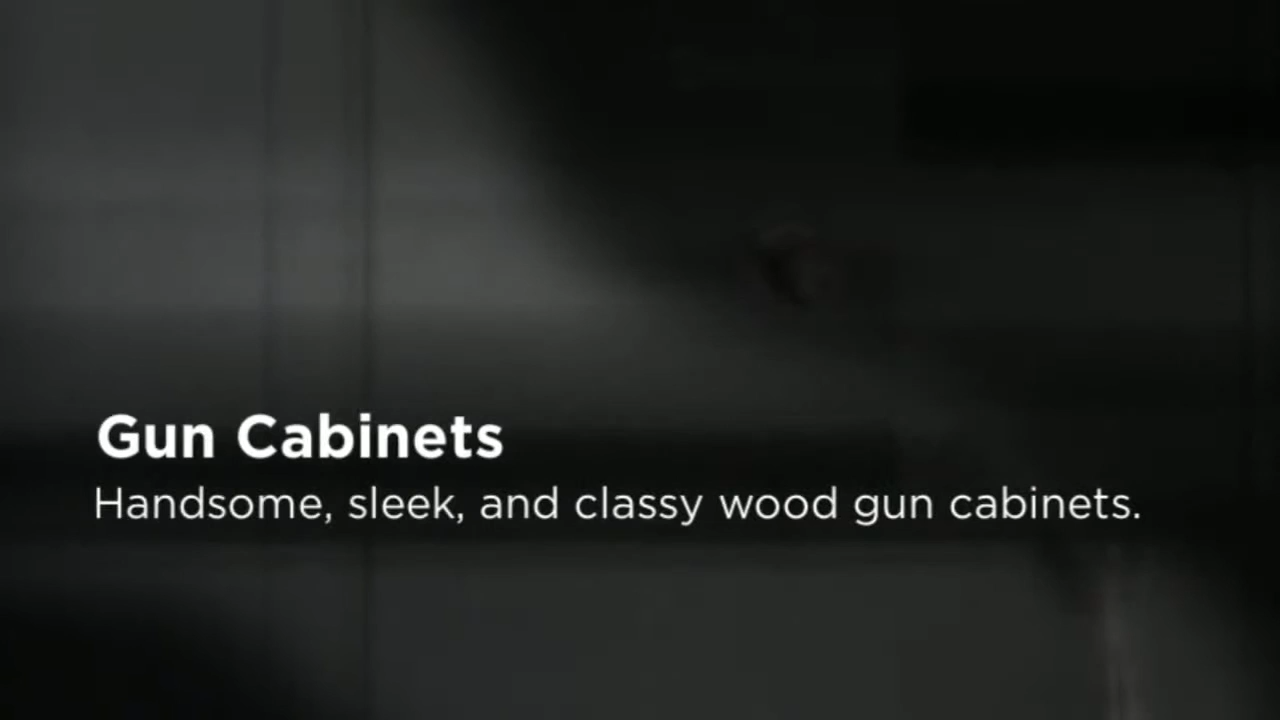 Gun Cabinets
Handsome, sleek, and classy wood gun cabinets.